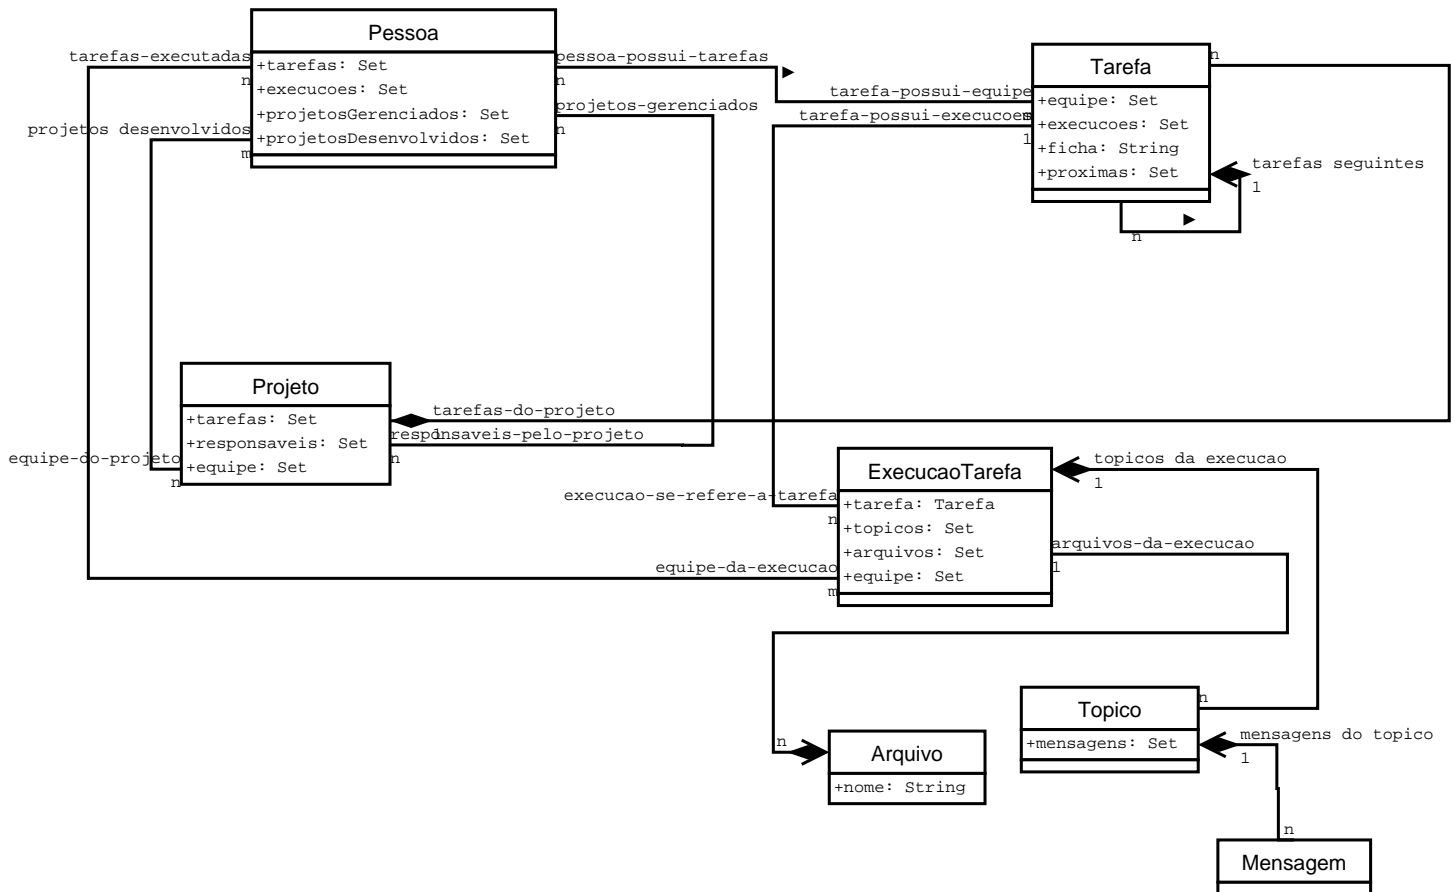 Pessoa
tarefas-executadas
n
+tarefas: Set
+execucoes: Set
+projetosGerenciados: Set
+projetosDesenvolvidos: Set
pessoa-possui-tarefas
n
projetos-gerenciados
n
projetos desenvolvidos
m
Tarefa
n
tarefa-possui-equipe
tarefa-possui-execucoes
1
+equipe: Set
+execucoes: Set
+ficha: String
+proximas: Set
tarefas seguintes
1
n
Projeto
+tarefas: Set
+responsaveis: Set
+equipe: Set
tarefas-do-projeto
1
responsaveis-pelo-projeto
n
equipe-do-projeto
n
ExecucaoTarefa
+tarefa: Tarefa
+topicos: Set
+arquivos: Set
+equipe: Set
topicos da execucao
1
execucao-se-refere-a-tarefa
n
arquivos-da-execucao
1
equipe-da-execucao
m
Topico
n
+mensagens: Set
mensagens do topico
1
n
Arquivo
+nome: String
n
Mensagem